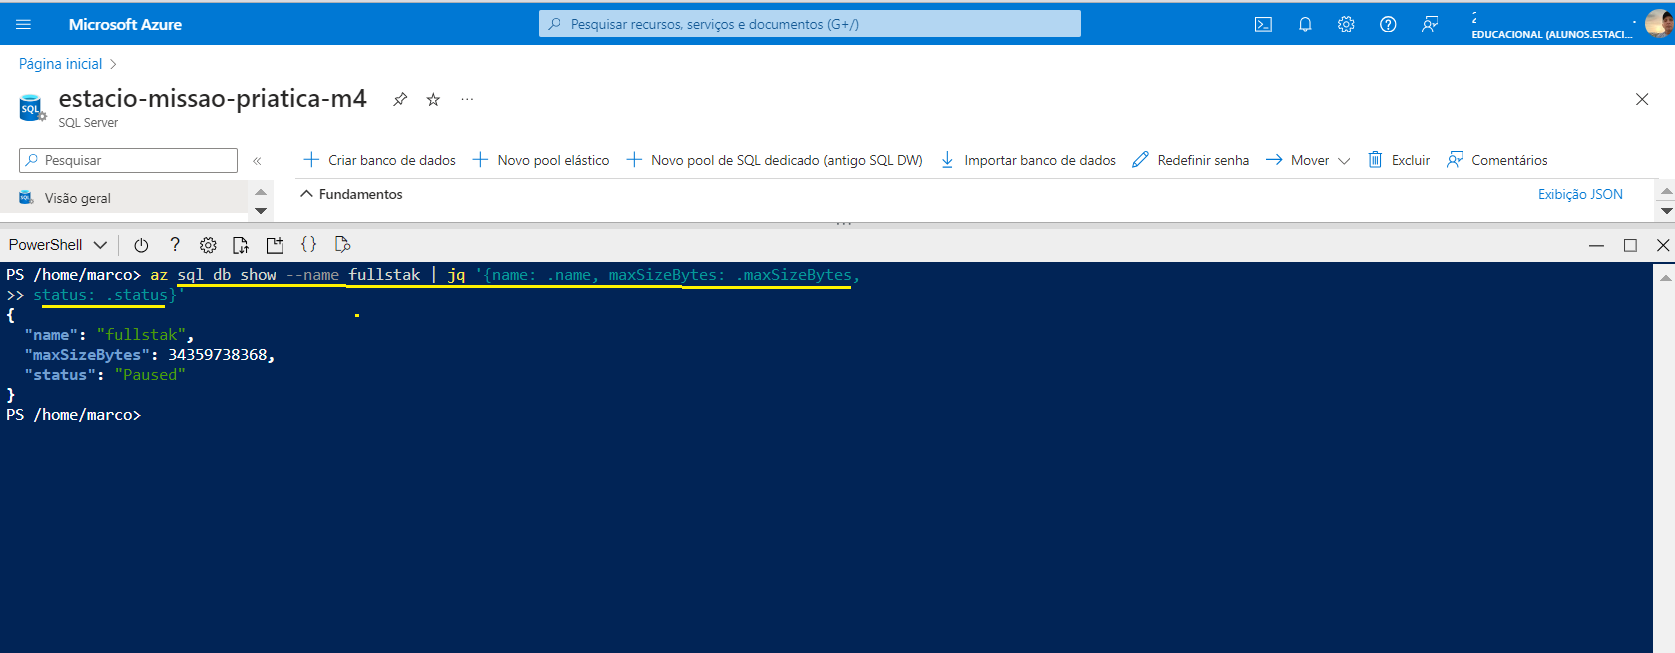 Microsoft Azure
Pesquisar recursos, serviços e documentos (G+/)
EDUCACIONAL (ALUNOS.ESTACI...
Página inicial >
estacio-missao-priatica-m4 ...
SQL
SQL Server
Pesquisar «
Criar banco de dados Novo pool elástico Novo pool de SQL dedicado (antigo SQL DW) Importar banco de dados Redefinir senha Mover Excluir Comentários
Visão geral
Fundamentos Exibição JSON
PowerShell ? {}
PS /home/marco> az sql db show --name fullstak | jq '{name: .name, maxSizeBytes: .maxSizeBytes,
>> status: .status}'
{
"name": "fullstak",
"maxSizeBytes": 34359738368,
"status": "Paused"
}
PS /home/marco>